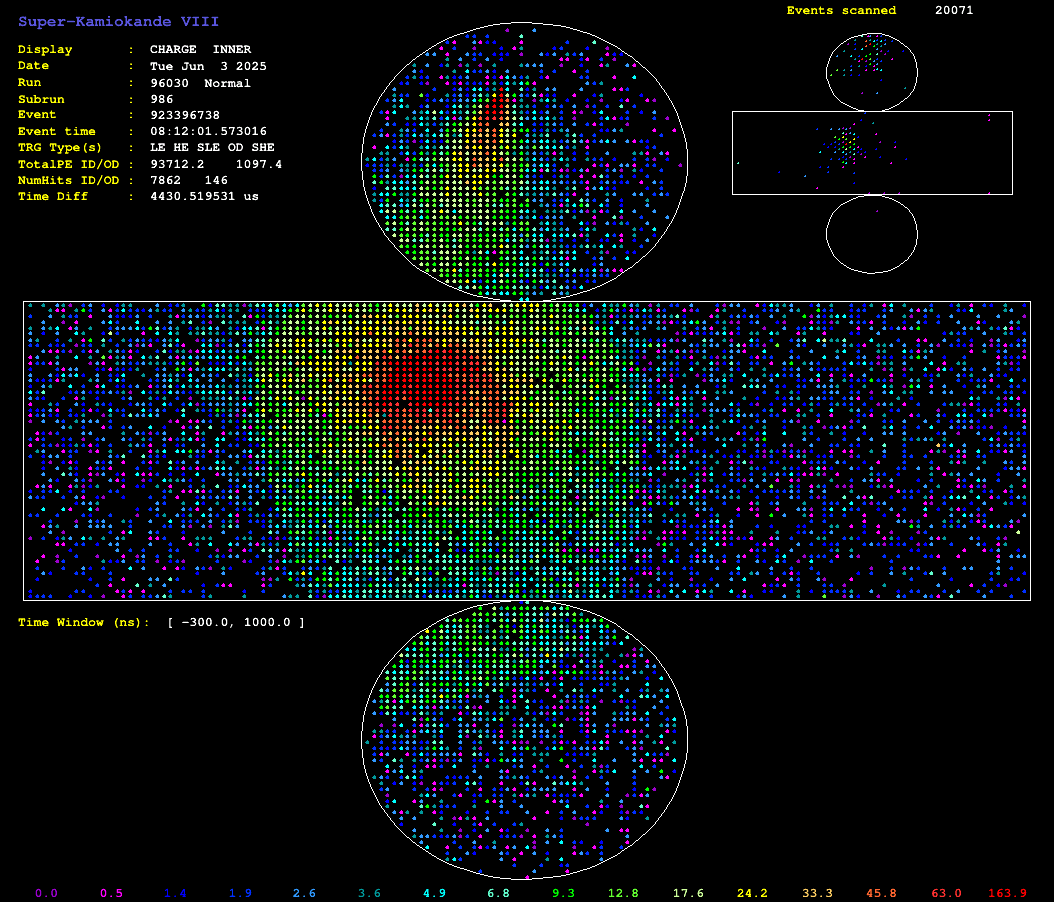 Super-Kamiokande VIII
Events scanned 20071
Display : CHARGE INNER
Date : Tue Jun 3 2025
Run : 96030 Normal
Subrun : 986
Event : 923396738
Event time : 08:12:01.573016
TRG Type(s) : LE HE SLE OD SHE
TotalPE ID/OD : 93712.2 1097.4
NumHits ID/OD : 7862 146
Time Diff : 4430.519531 us
Time Window (ns): [ -300.0, 1000.0 ]
0.0 0.5 1.4 1.9 2.6 3.6 4.9 6.8 9.3 12.8 17.6 24.2 33.3 45.8 63.0 163.9